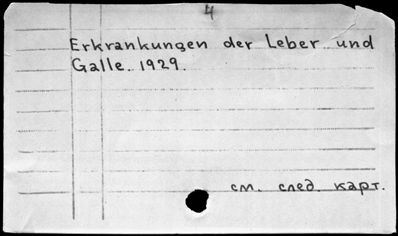 4
Erkrankungen der Leber und
Galle. 1929.
см. след. карт.